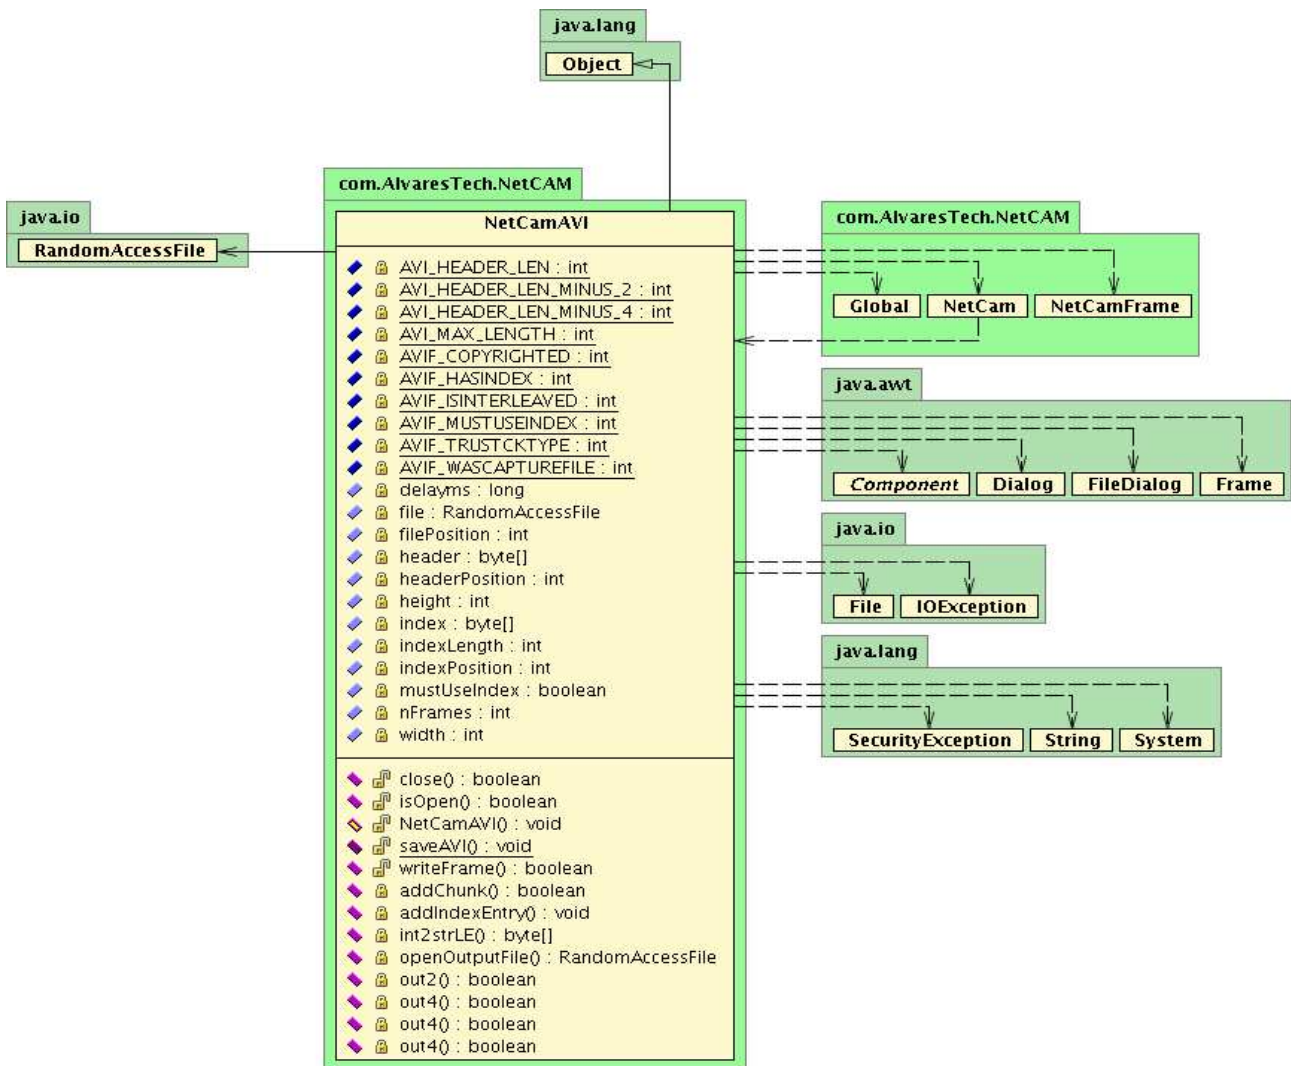 java.lang
Object
com.AlvaresTech.NetCAM
java.io
RandomAccessFile
NetCamAVI
AVI_HEADER_LEN : int
AVI_HEADER_LEN_MINUS_2 : int
AVI_HEADER_LEN_MINUS_4 : int
AVI_MAX_LENGTH : int
AVIF_COPYRIGHTED : int
AVIF_HASINDEX : int
AVIF_ISINTERLEAVED : int
AVIF_MUSTUSEINDEX : int
AVIF_TRUSTCKTYPE : int
AVIF_WASCAPTUREFILE : int
delayms : long
file : RandomAccessFile
filePosition : int
header : byte[]
headerPosition : int
height : int
index : byte[]
indexLength : int
indexPosition : int
mustUseIndex : boolean
nFrames : int
width : int
close() : boolean
isOpen() : boolean
NetCamAVI() : void
saveAVI() : void
writeFrame() : boolean
addChunk() : boolean
addIndexEntry() : void
int2strLE() : byte[]
openOutputFile() : RandomAccessFile
out2() : boolean
out4() : boolean
out4() : boolean
out4() : boolean
com.AlvaresTech.NetCAM
Global NetCam NetCamFrame
java.awt
Component Dialog FileDialog Frame
java.io
File IOException
java.lang
SecurityException String System